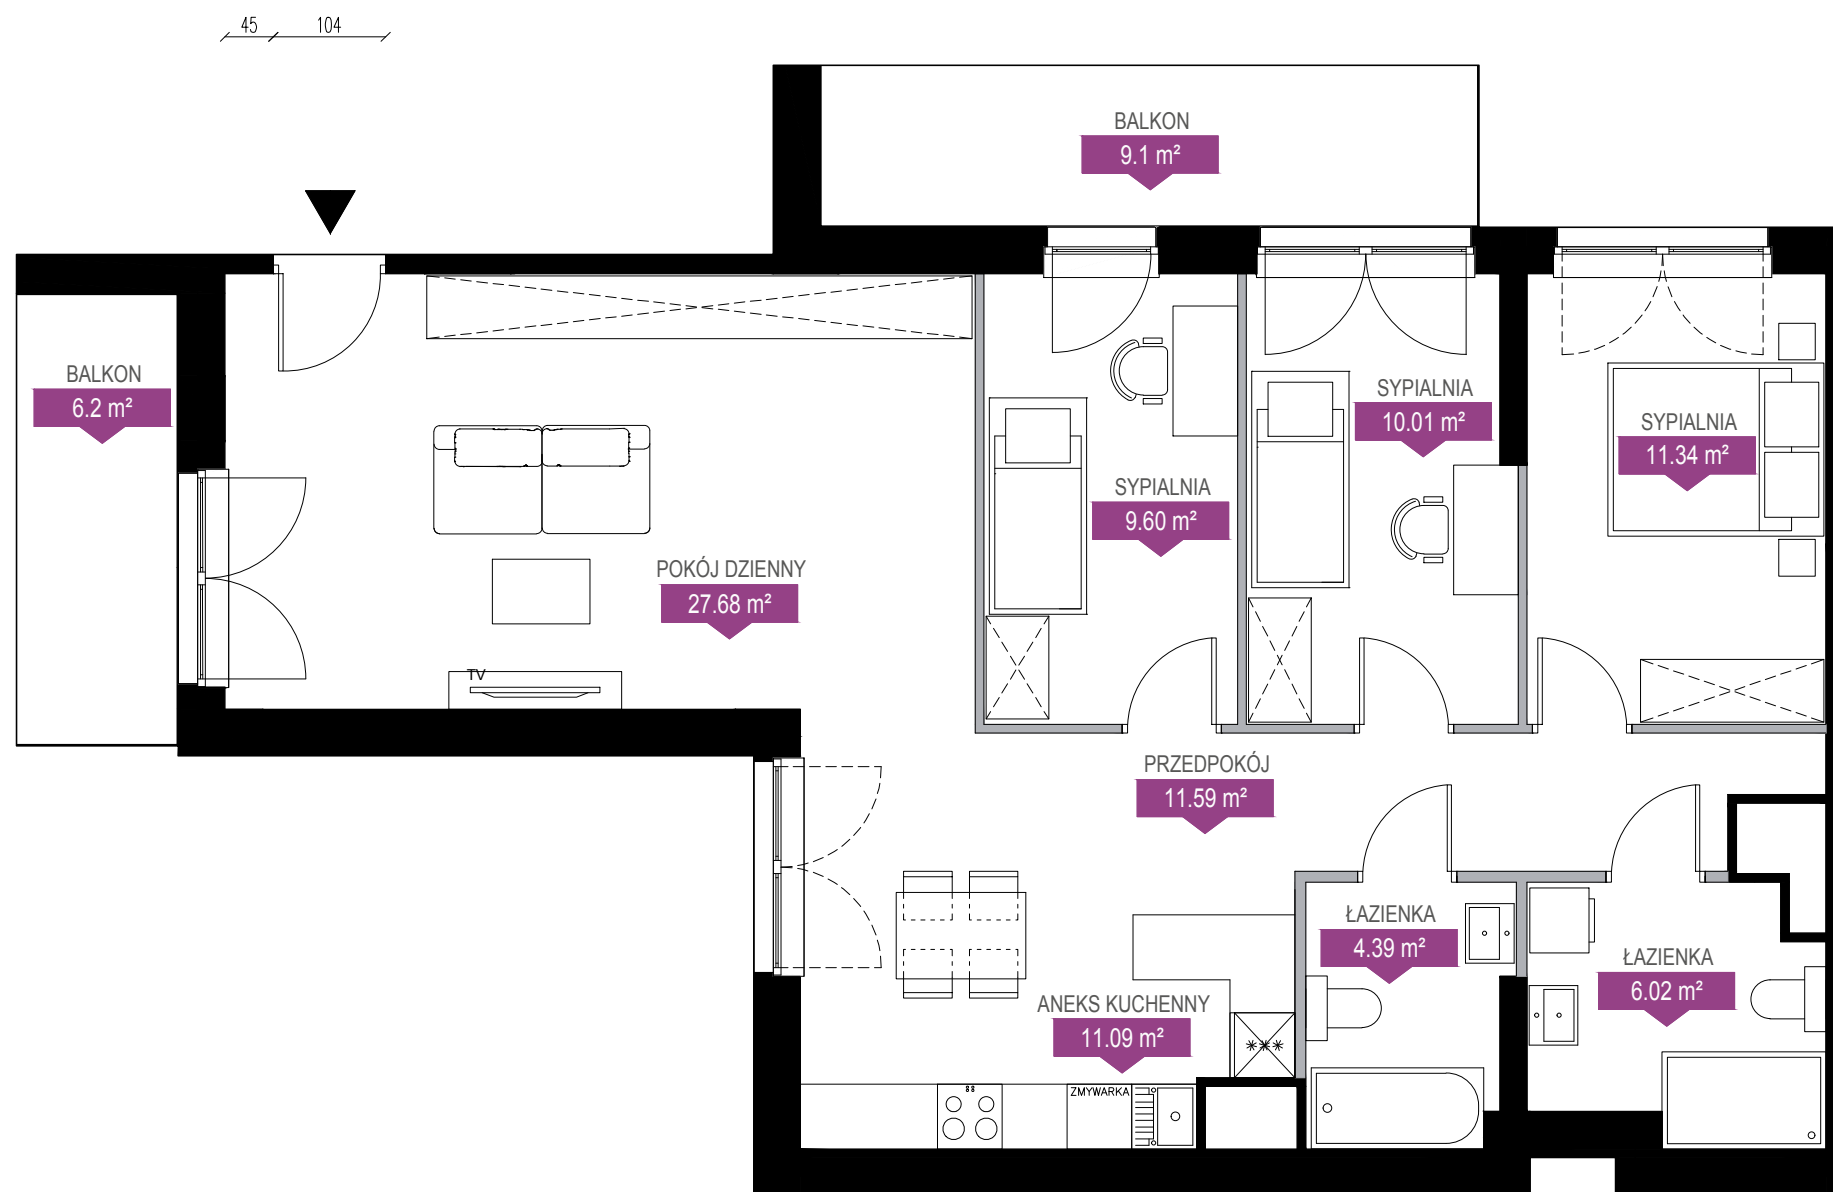 45 104
BALKON
9.1 m²
BALKON
6.2 m²
SYPIALNIA
10.01 m²
SYPIALNIA
11.34 m²
SYPIALNIA
9.60 m²
POKÓJ DZIENNY
27.68 m²
TV
PRZEDPOKÓJ
11.59 m²
ŁAZIENKA
4.39 m²
ŁAZIENKA
6.02 m²
ANEKS KUCHENNY
11.09 m²
ZMYWARKA